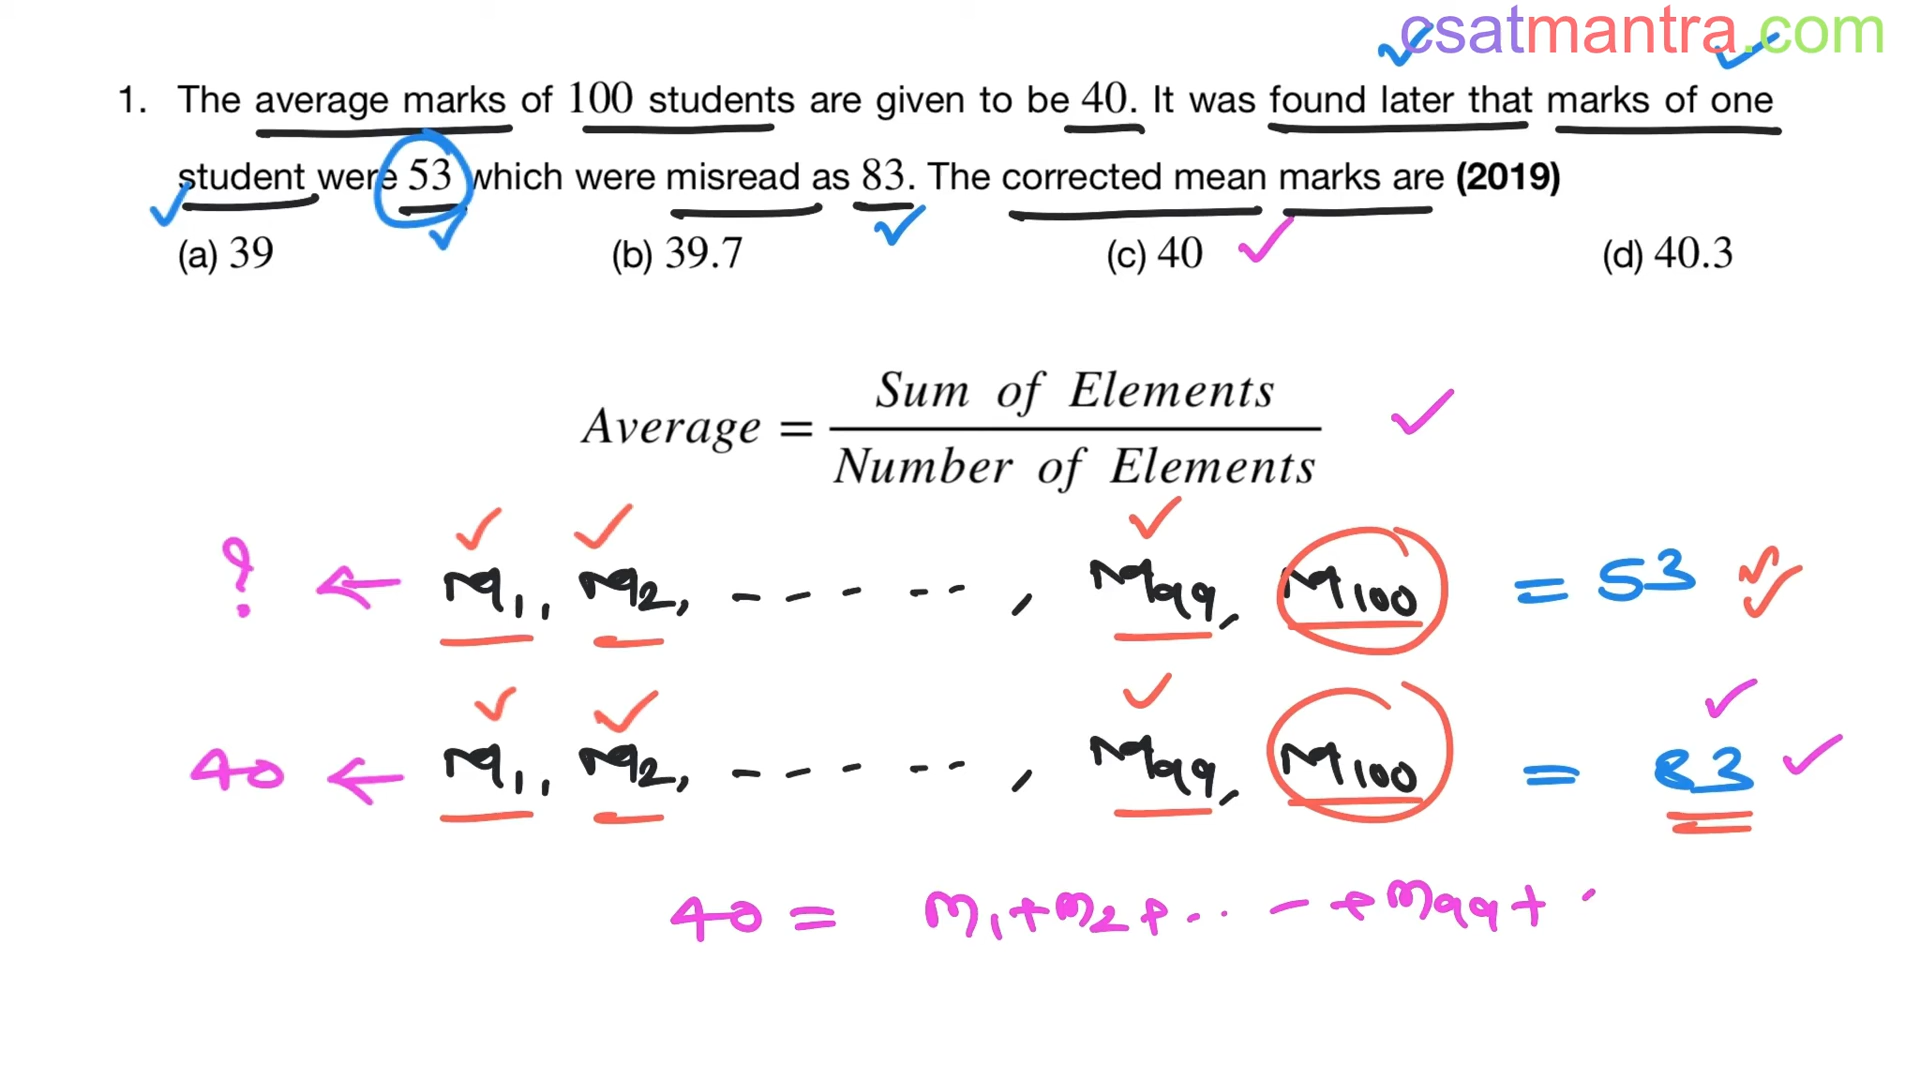 csatmantra.com
1. The average marks of 100 students are given to be 40. It was found later that marks of one
student were 53 which were misread as 83. The corrected mean marks are (2019)
(a) 39 (b) 39.7 (c) 40 (d) 40.3
Average = Sum of Elements / Number of Elements
? ← m₁, m₂, - - - - - , m₉₉, m₁₀₀ = 53
40 ← m₁, m₂, - - - - - , m₉₉, m₁₀₀ = 83
40 = m₁+m₂+... - +m₉₉+